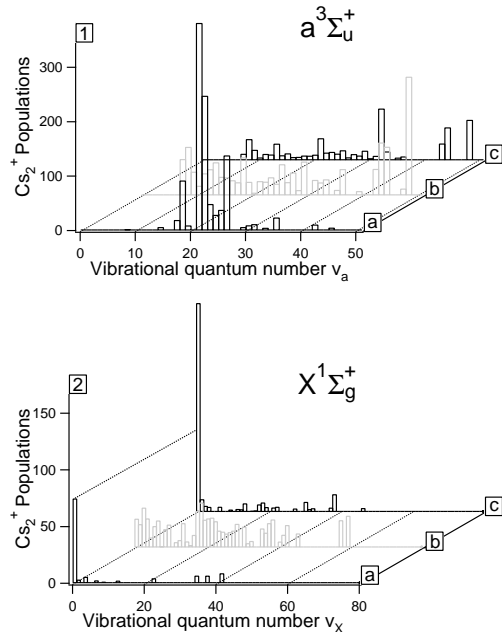 1
a³Σᵤ⁺
Cs₂⁺ Populations
300
200
100
0
c
b
a
0 10 20 30 40 50
Vibrational quantum number vₐ
2
X¹Σg⁺
Cs₂⁺ Populations
150
100
50
0
c
b
a
0 20 40 60 80
Vibrational quantum number vₓ